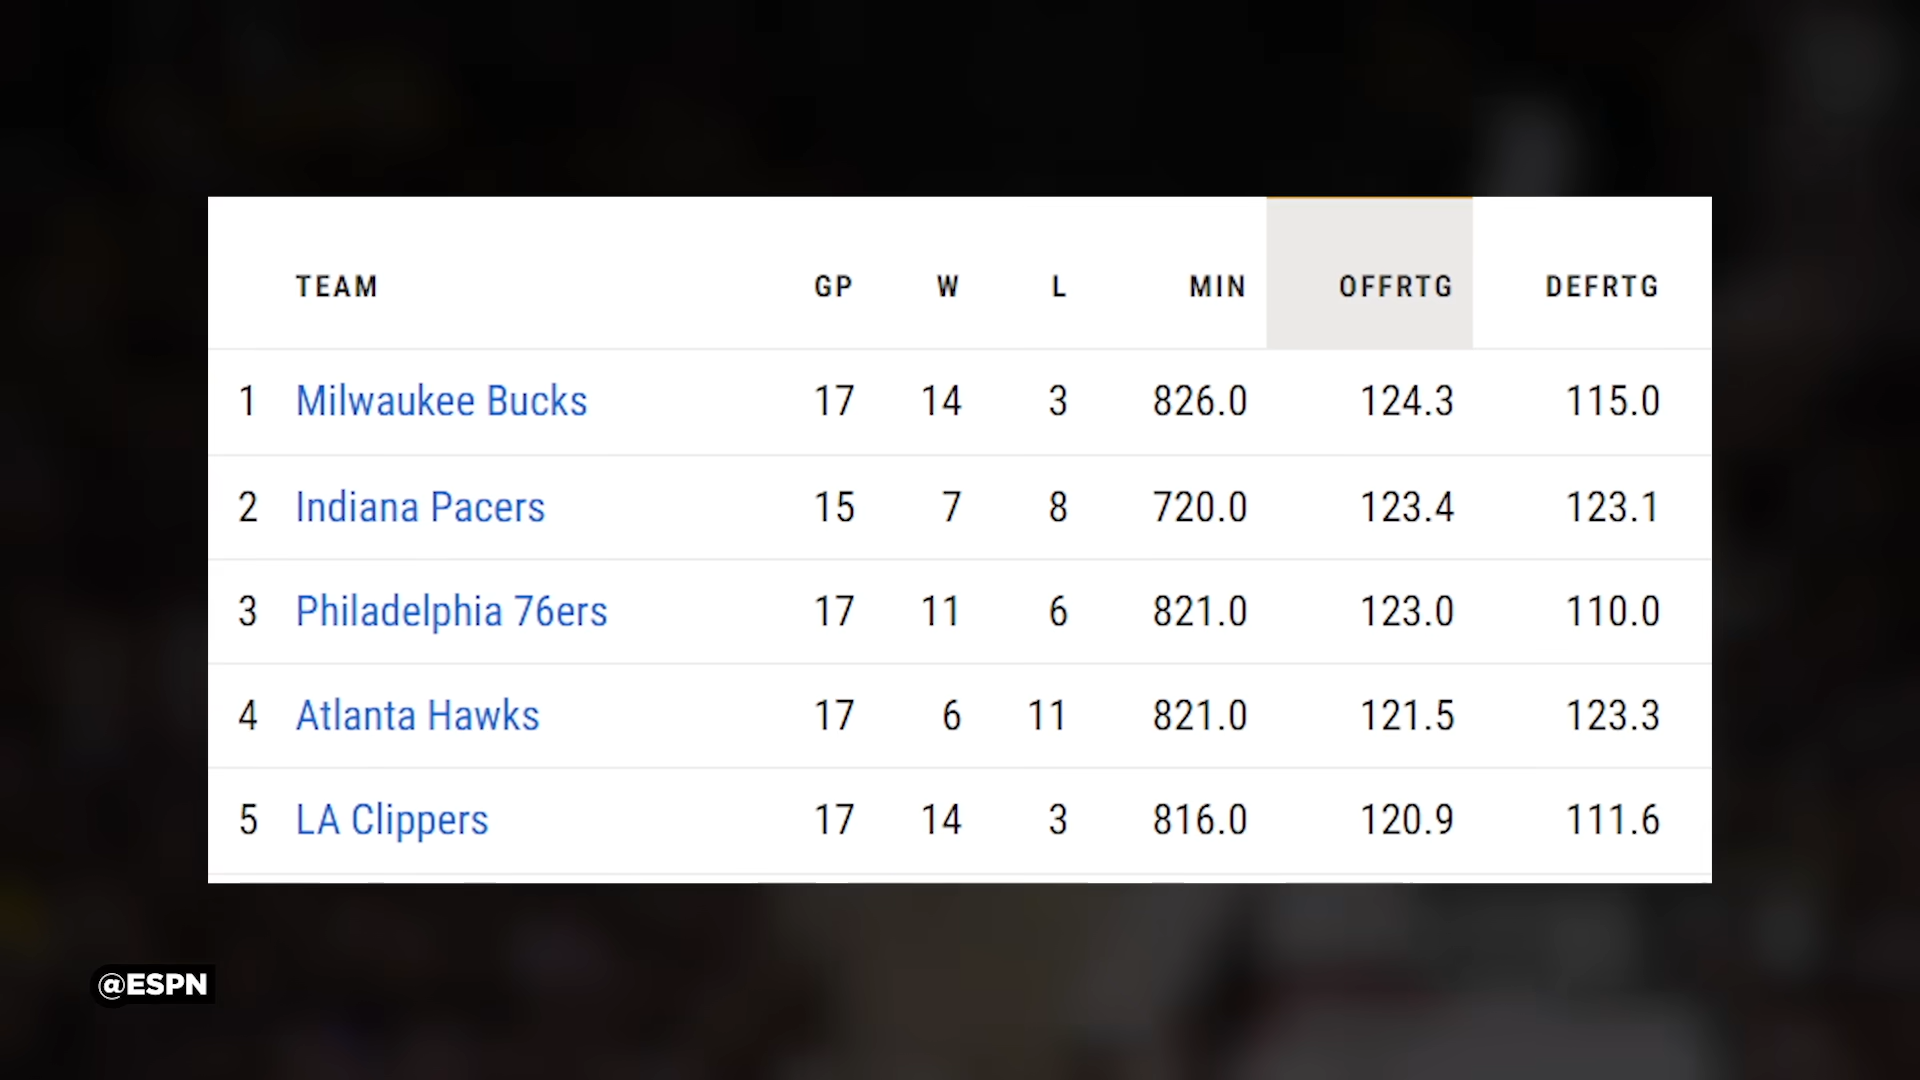 TEAM GP W L MIN OFFRTG DEFRTG
1 Milwaukee Bucks 17 14 3 826.0 124.3 115.0
2 Indiana Pacers 15 7 8 720.0 123.4 123.1
3 Philadelphia 76ers 17 11 6 821.0 123.0 110.0
4 Atlanta Hawks 17 6 11 821.0 121.5 123.3
5 LA Clippers 17 14 3 816.0 120.9 111.6
@ESPN